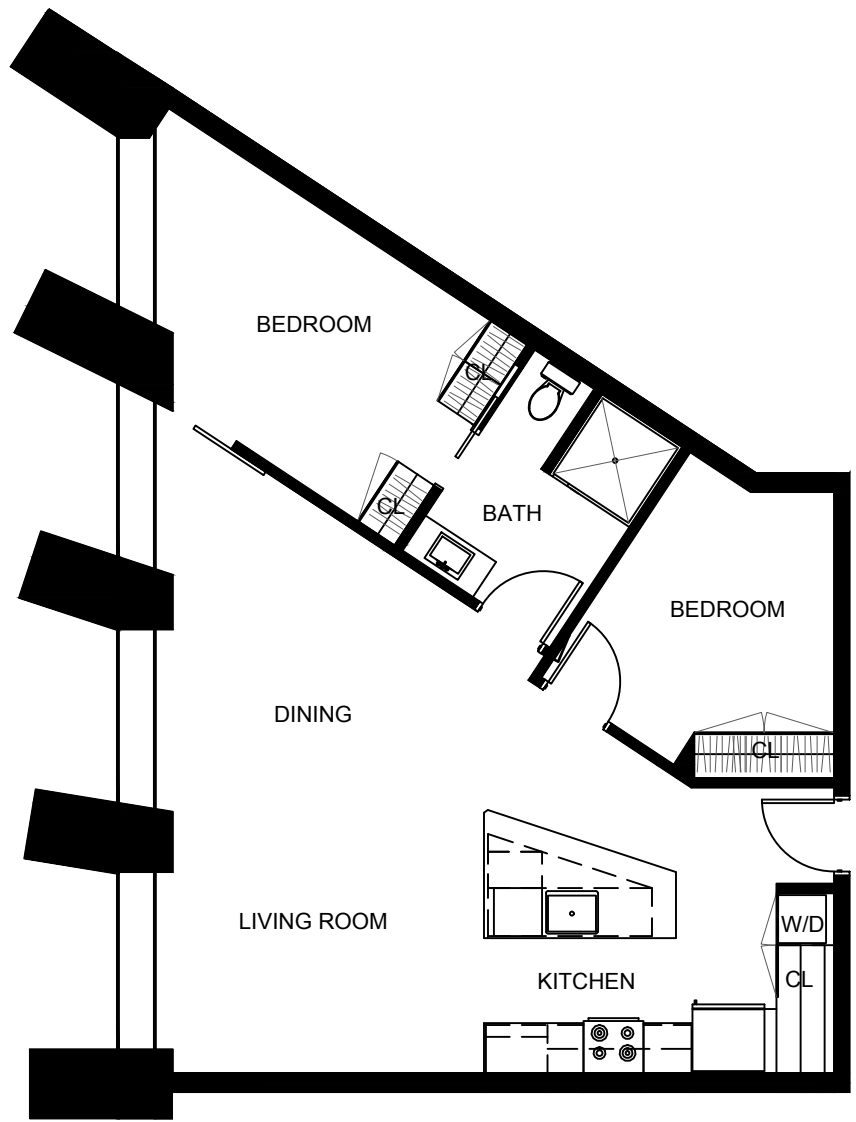 BEDROOM
CL
CL
BATH
BEDROOM
DINING
CL
LIVING ROOM
W/D
KITCHEN
CL